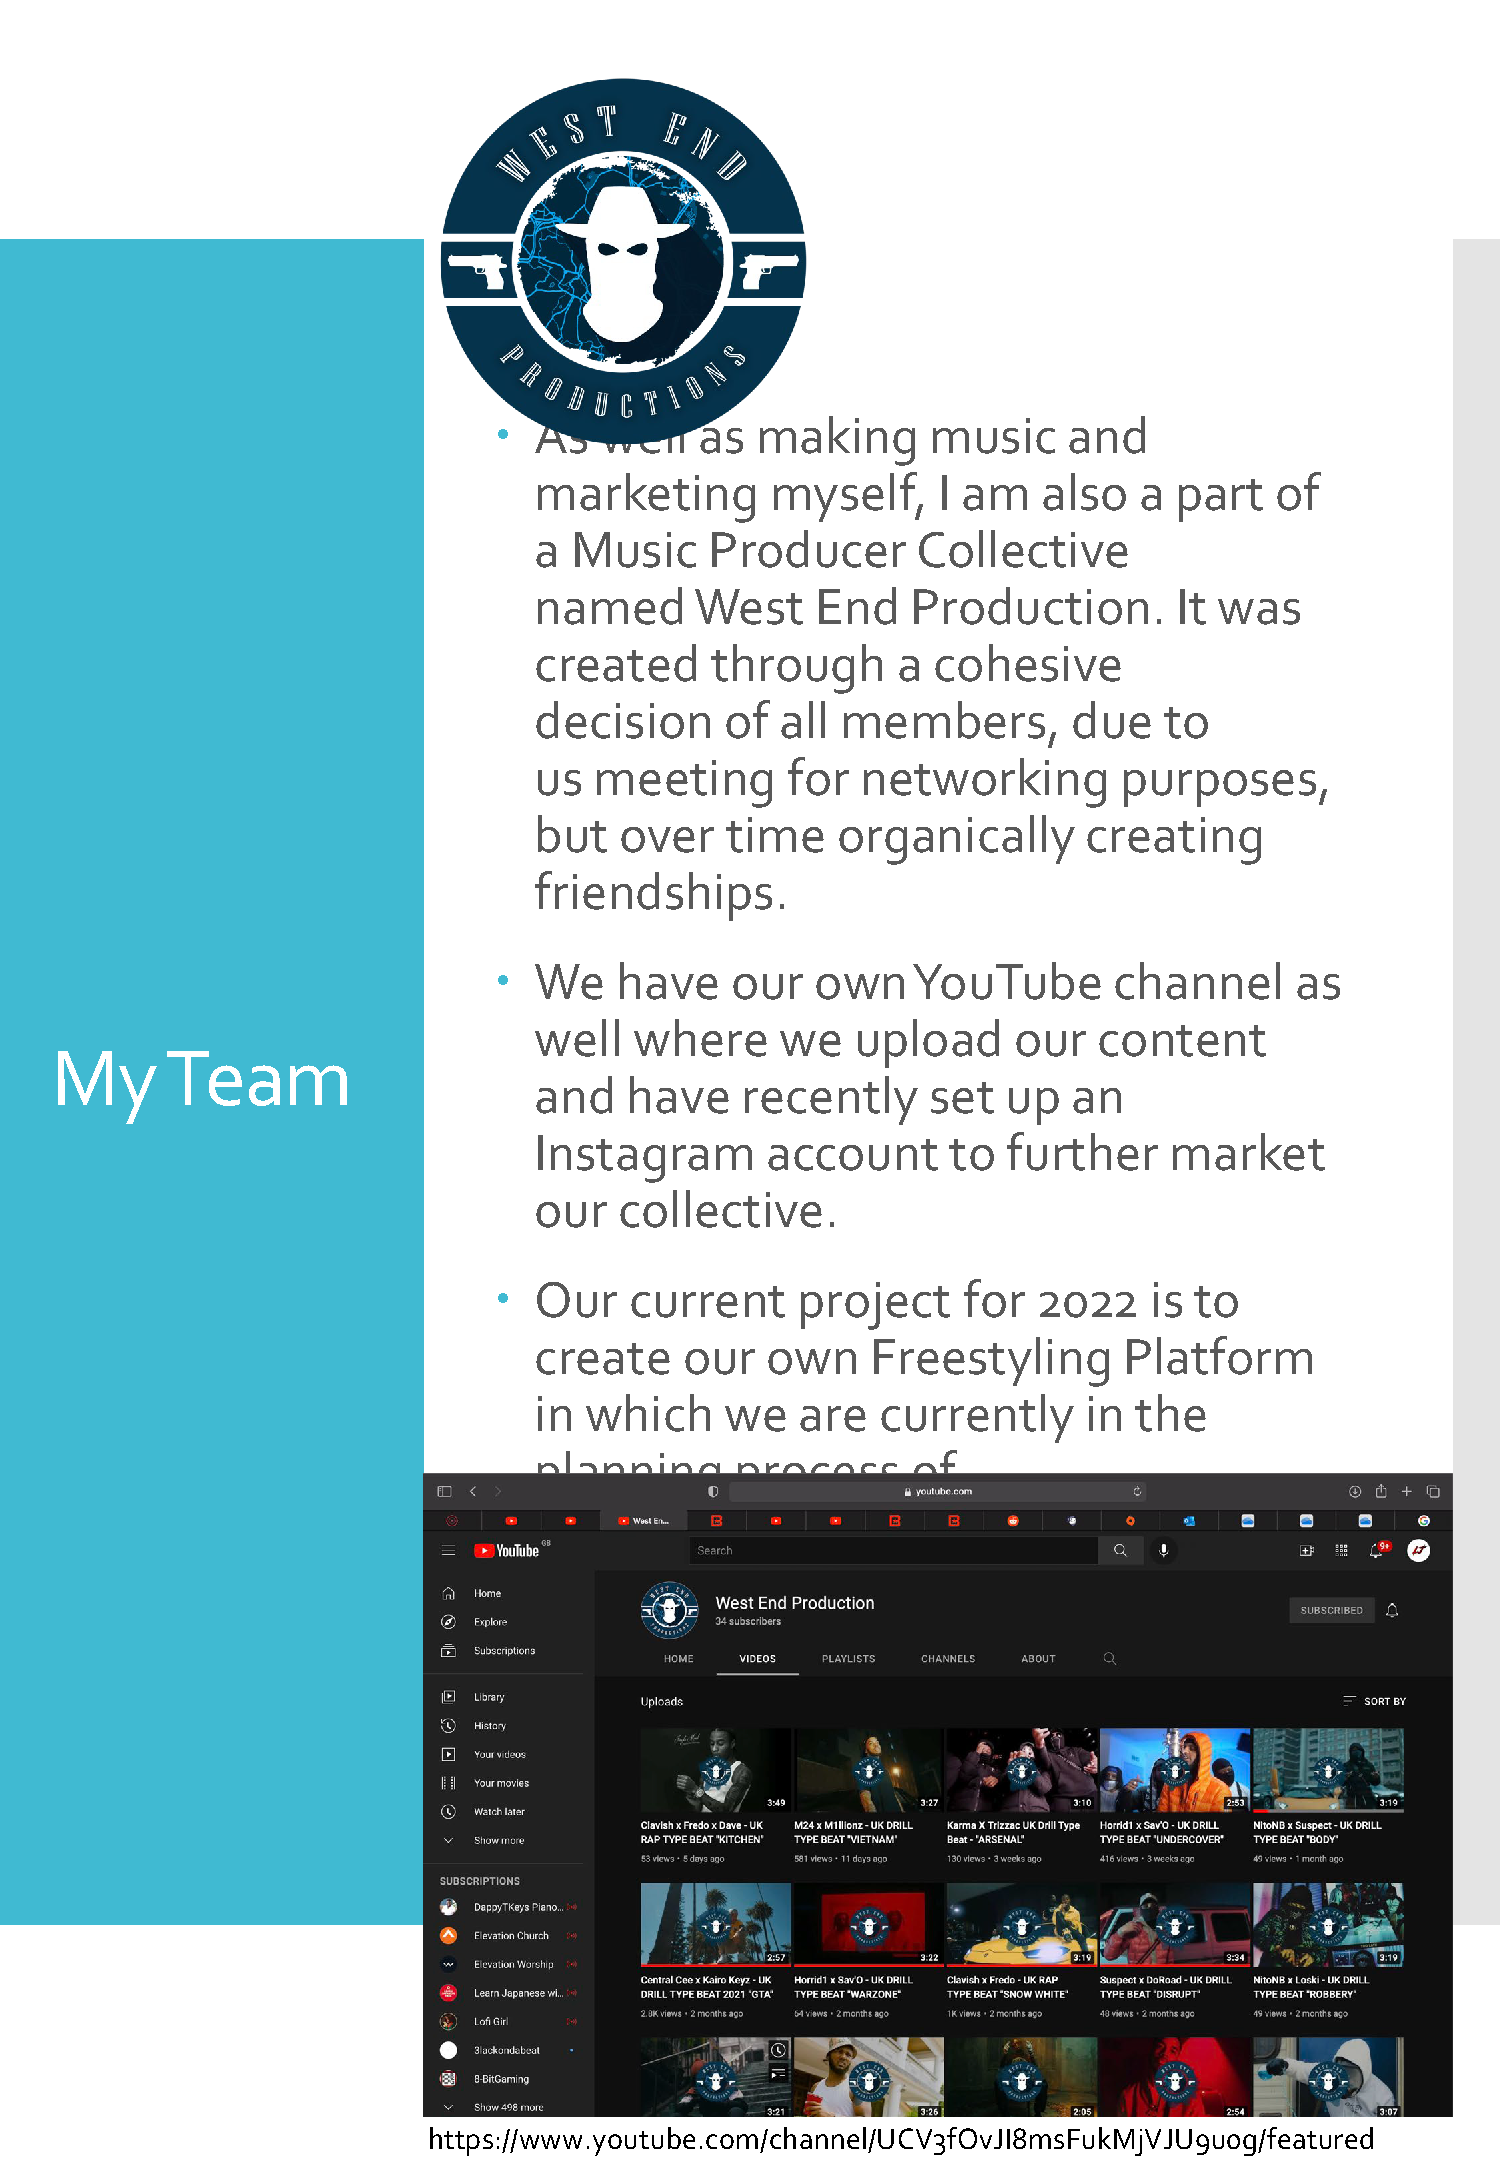 WEST END
PRODUCTIONS
• As well as making music and
marketing myself, I am also a part of
a Music Producer Collective
named West End Production. It was
created through a cohesive
decision of all members, due to
us meeting for networking purposes,
but over time organically creating
friendships.
• We have our own YouTube channel as
well where we upload our content
and have recently set up an
Instagram account to further market
our collective.
• Our current project for 2022 is to
create our own Freestyling Platform
in which we are currently in the
planning process of
My Team
youtube.com
West En...
YouTube GB
Search
9+
Home
Explore
Subscriptions
Library
History
Your videos
Your movies
Watch later
Show more
SUBSCRIPTIONS
DappyTKeys Piano...
Elevation Church
Elevation Worship
Learn Japanese wi...
Lofi Girl
3lackondabeat
8-BitGaming
Show 498 more
West End Production
34 subscribers
SUBSCRIBED
HOME VIDEOS PLAYLISTS CHANNELS ABOUT
Uploads
SORT BY
3:49 3:27 3:10 2:53 3:19
Clavish x Fredo x Dave - UK
RAP TYPE BEAT "KITCHEN"
53 views • 5 days ago
M24 x M1llionz - UK DRILL
TYPE BEAT "VIETNAM"
581 views • 11 days ago
Karma X Trizzac UK Drill Type
Beat - "ARSENAL"
130 views • 3 weeks ago
Horrid1 x Sav'O - UK DRILL
TYPE BEAT "UNDERCOVER"
416 views • 3 weeks ago
NitoNB x Suspect - UK DRILL
TYPE BEAT "BODY"
49 views • 1 month ago
2:57 3:22 3:19 3:34 3:19
Central Cee x Kairo Keyz - UK
DRILL TYPE BEAT 2021 "GTA"
2.8K views • 2 months ago
Horrid1 x Sav'O - UK DRILL
TYPE BEAT "WARZONE"
54 views • 2 months ago
Clavish x Fredo - UK RAP
TYPE BEAT "SNOW WHITE"
1K views • 2 months ago
Suspect x DoRoad - UK DRILL
TYPE BEAT "DISRUPT"
48 views • 2 months ago
NitoNB x Loski - UK DRILL
TYPE BEAT "ROBBERY"
49 views • 2 months ago
3:21 3:26 2:05 2:54 3:07
https://www.youtube.com/channel/UCV3fOvJI8msFukMjVJU9uog/featured